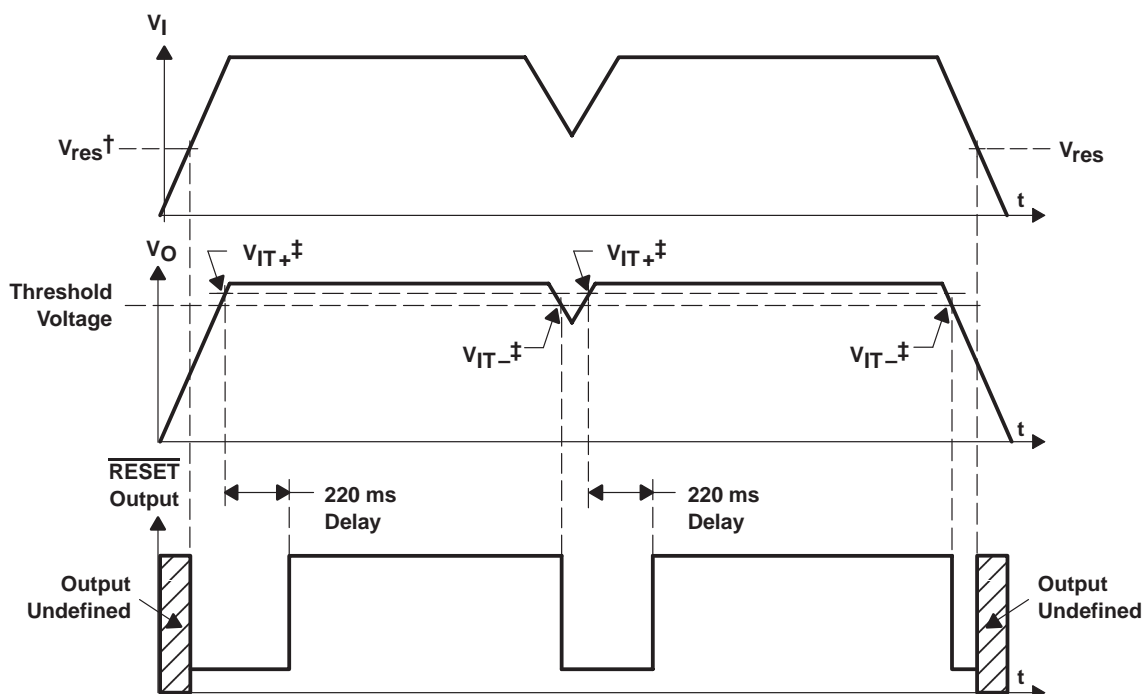 VI
Vres†
Vres
t
VO
VIT+‡
VIT+‡
Threshold
Voltage
VIT–‡
VIT–‡
t
RESET
Output
220 ms
Delay
220 ms
Delay
Output
Undefined
Output
Undefined
t